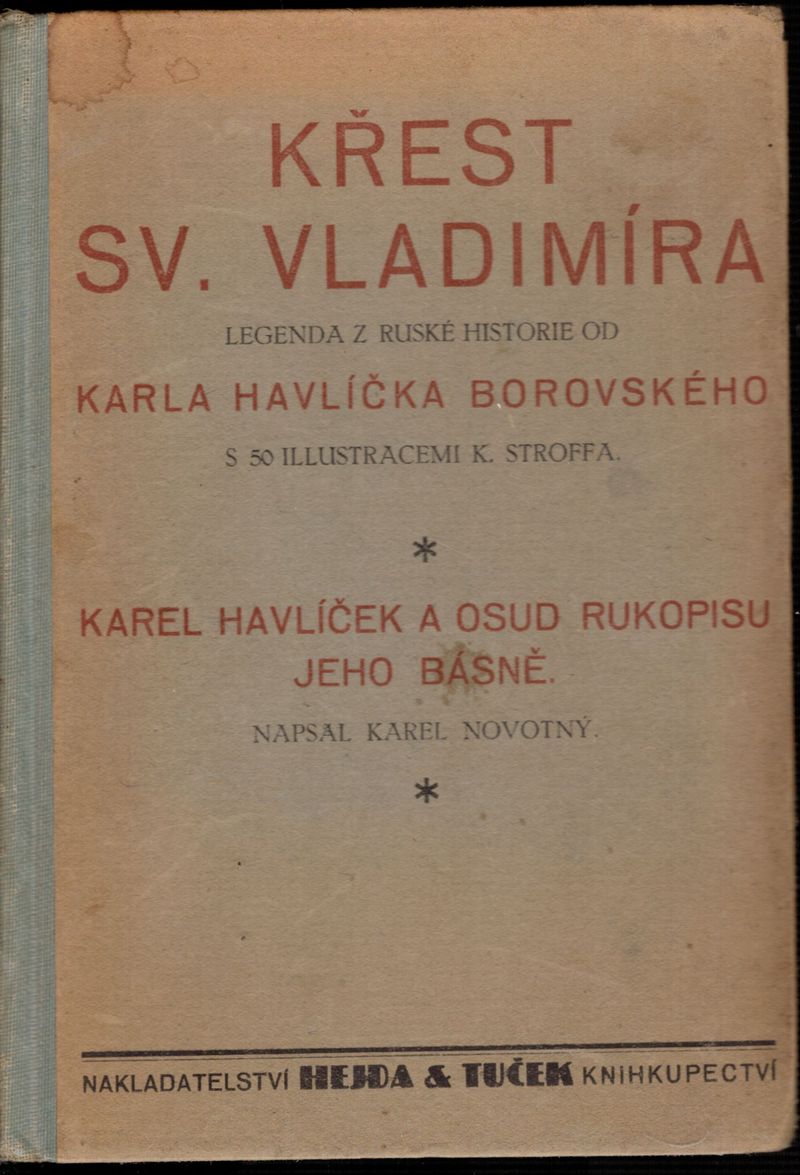 KŘEST
SV. VLADIMÍRA
LEGENDA Z RUSKÉ HISTORIE OD
KARLA HAVLÍČKA BOROVSKÉHO
S 50 ILLUSTRACEMI K. STROFFA.
*
KAREL HAVLÍČEK A OSUD RUKOPISU
JEHO BÁSNĚ.
NAPSAL KAREL NOVOTNÝ.
*
NAKLADATELSTVÍ HEJDA & TUČEK KNIHKUPECTVÍ